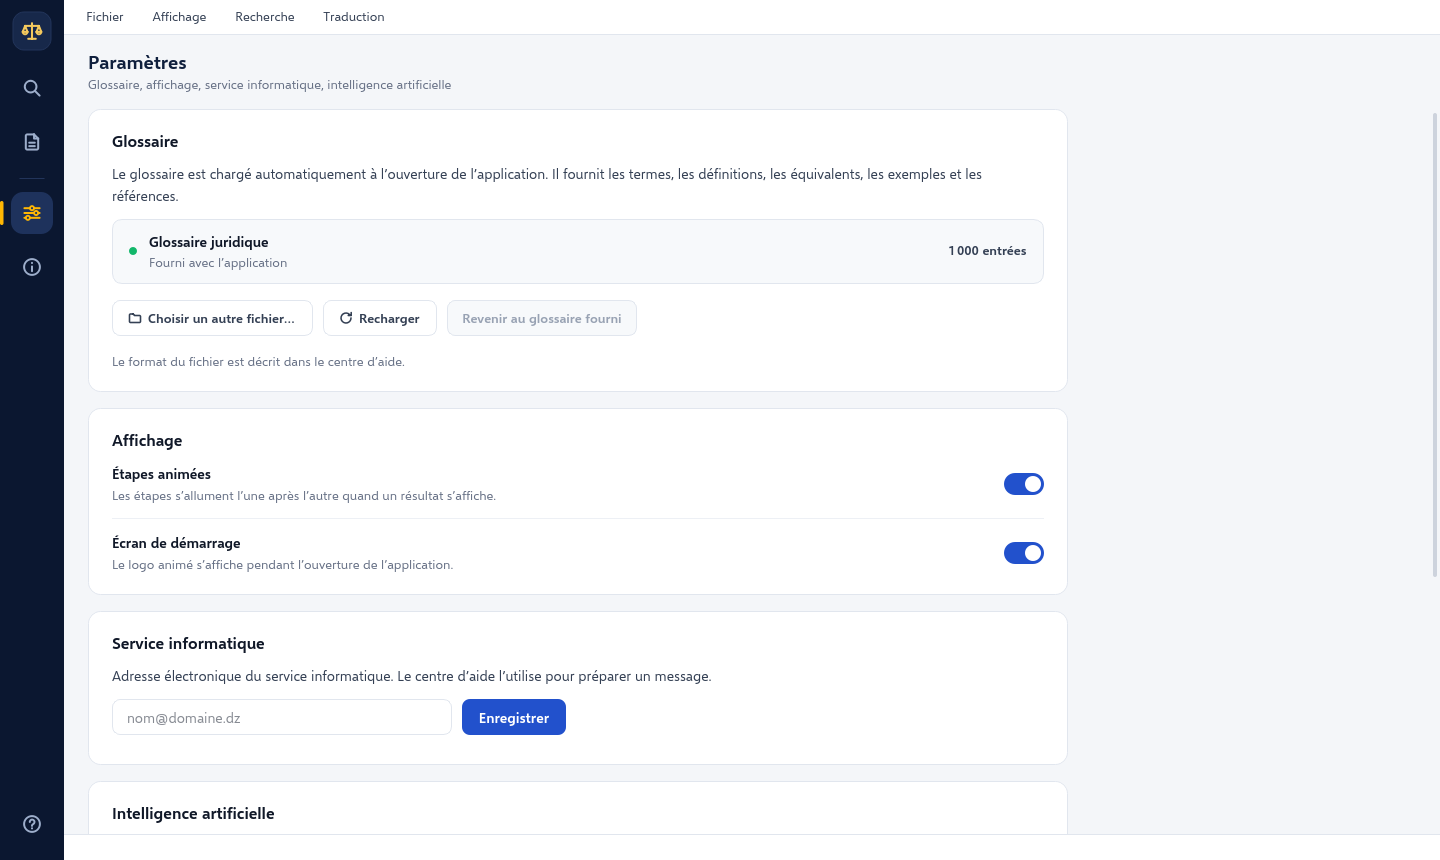 Fichier Affichage Recherche Traduction
Paramètres
Glossaire, affichage, service informatique, intelligence artificielle
Glossaire
Le glossaire est chargé automatiquement à l’ouverture de l’application. Il fournit les termes, les définitions, les équivalents, les exemples et les
références.
Glossaire juridique
Fourni avec l’application
1 000 entrées
Choisir un autre fichier…
Recharger
Revenir au glossaire fourni
Le format du fichier est décrit dans le centre d’aide.
Affichage
Étapes animées
Les étapes s’allument l’une après l’autre quand un résultat s’affiche.
Écran de démarrage
Le logo animé s’affiche pendant l’ouverture de l’application.
Service informatique
Adresse électronique du service informatique. Le centre d’aide l’utilise pour préparer un message.
nom@domaine.dz
Enregistrer
Intelligence artificielle